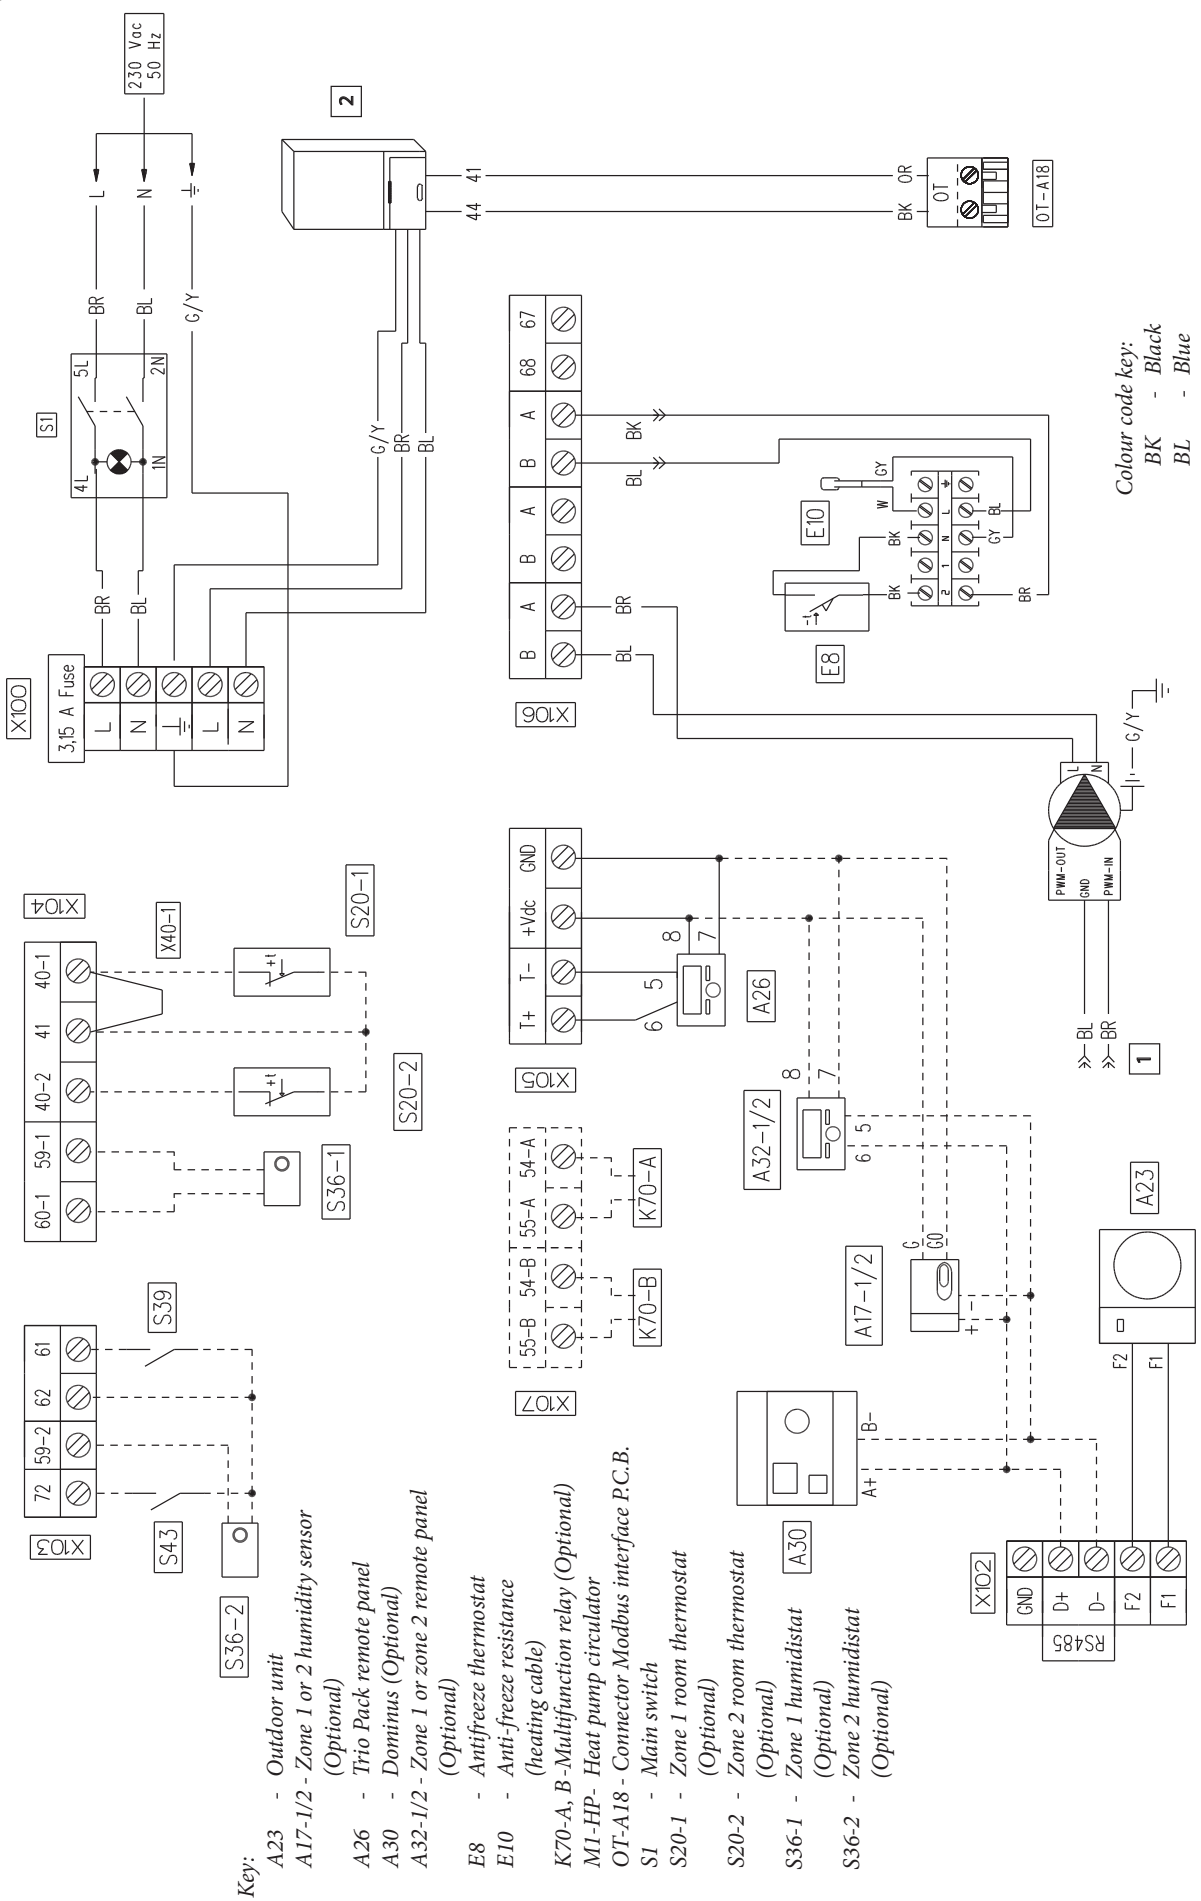 230 Vac
50 Hz
L
N
BR
BL
G/Y
S1
5L
2N
4L
1N
BR
BL
X100
3,15 A Fuse
L
N
L
N
G/Y
BR
BL
2
41
44
OR
BK
OT
OT-A18
X104
40-1
41
40-2
59-1
60-1
X40-1
+t
S20-1
+t
S20-2
S36-1
X103
61
62
59-2
72
S39
S43
S36-2
X106
67
68
A
B
A
B
A
B
BK
BL
BR
BL
E10
W
GY
BK
BK
E8
-t
L
N
1
2
BL
GY
BR
X105
GND
+Vdc
T-
T+
8
7
5
6
A26
X107
54-A
55-A
54-B
55-B
K70-A
K70-B
A32-1/2
8
7
5
6
A17-1/2
G
G0
-
+
A30
B-
A+
PWM-OUT
GND
PWM-IN
L
N
G/Y
BL
BR
1
A23
F2
F1
X102
GND
D+
D-
F2
F1
RS485
Key:
A23 - Outdoor unit
A17-1/2 - Zone 1 or 2 humidity sensor
(Optional)
A26 - Trio Pack remote panel
A30 - Dominus (Optional)
A32-1/2 - Zone 1 or zone 2 remote panel
(Optional)
E8 - Antifreeze thermostat
E10 - Anti-freeze resistance
(heating cable)
K70-A, B - Multifunction relay (Optional)
M1-HP - Heat pump circulator
OT-A18 - Connector Modbus interface P.C.B.
S1 - Main switch
S20-1 - Zone 1 room thermostat
(Optional)
S20-2 - Zone 2 room thermostat
(Optional)
S36-1 - Zone 1 humidistat
(Optional)
S36-2 - Zone 2 humidistat
(Optional)
Colour code key:
BK - Black
BL - Blue